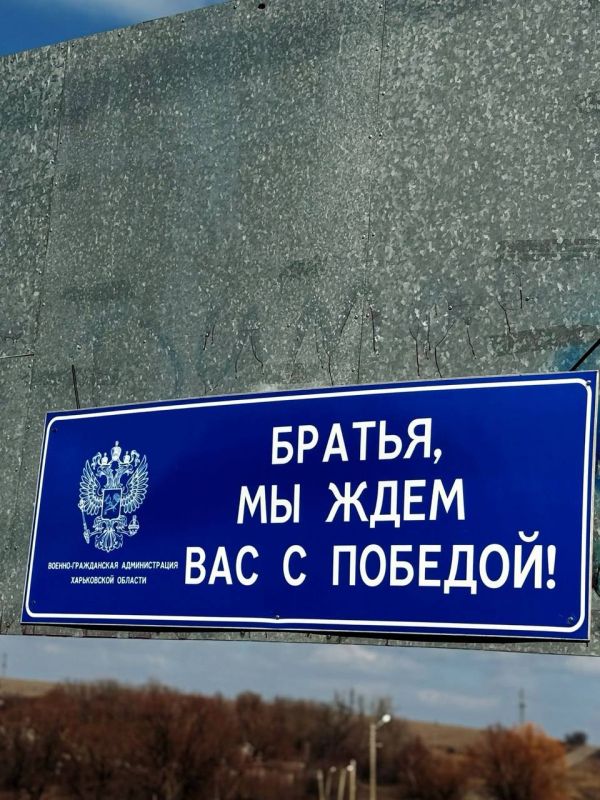 БРАТЬЯ,
МЫ ЖДЕМ
ВАС С ПОБЕДОЙ!
ВОЕННО-ГРАЖДАНСКАЯ АДМИНИСТРАЦИЯ
ХАРЬКОВСКОЙ ОБЛАСТИ